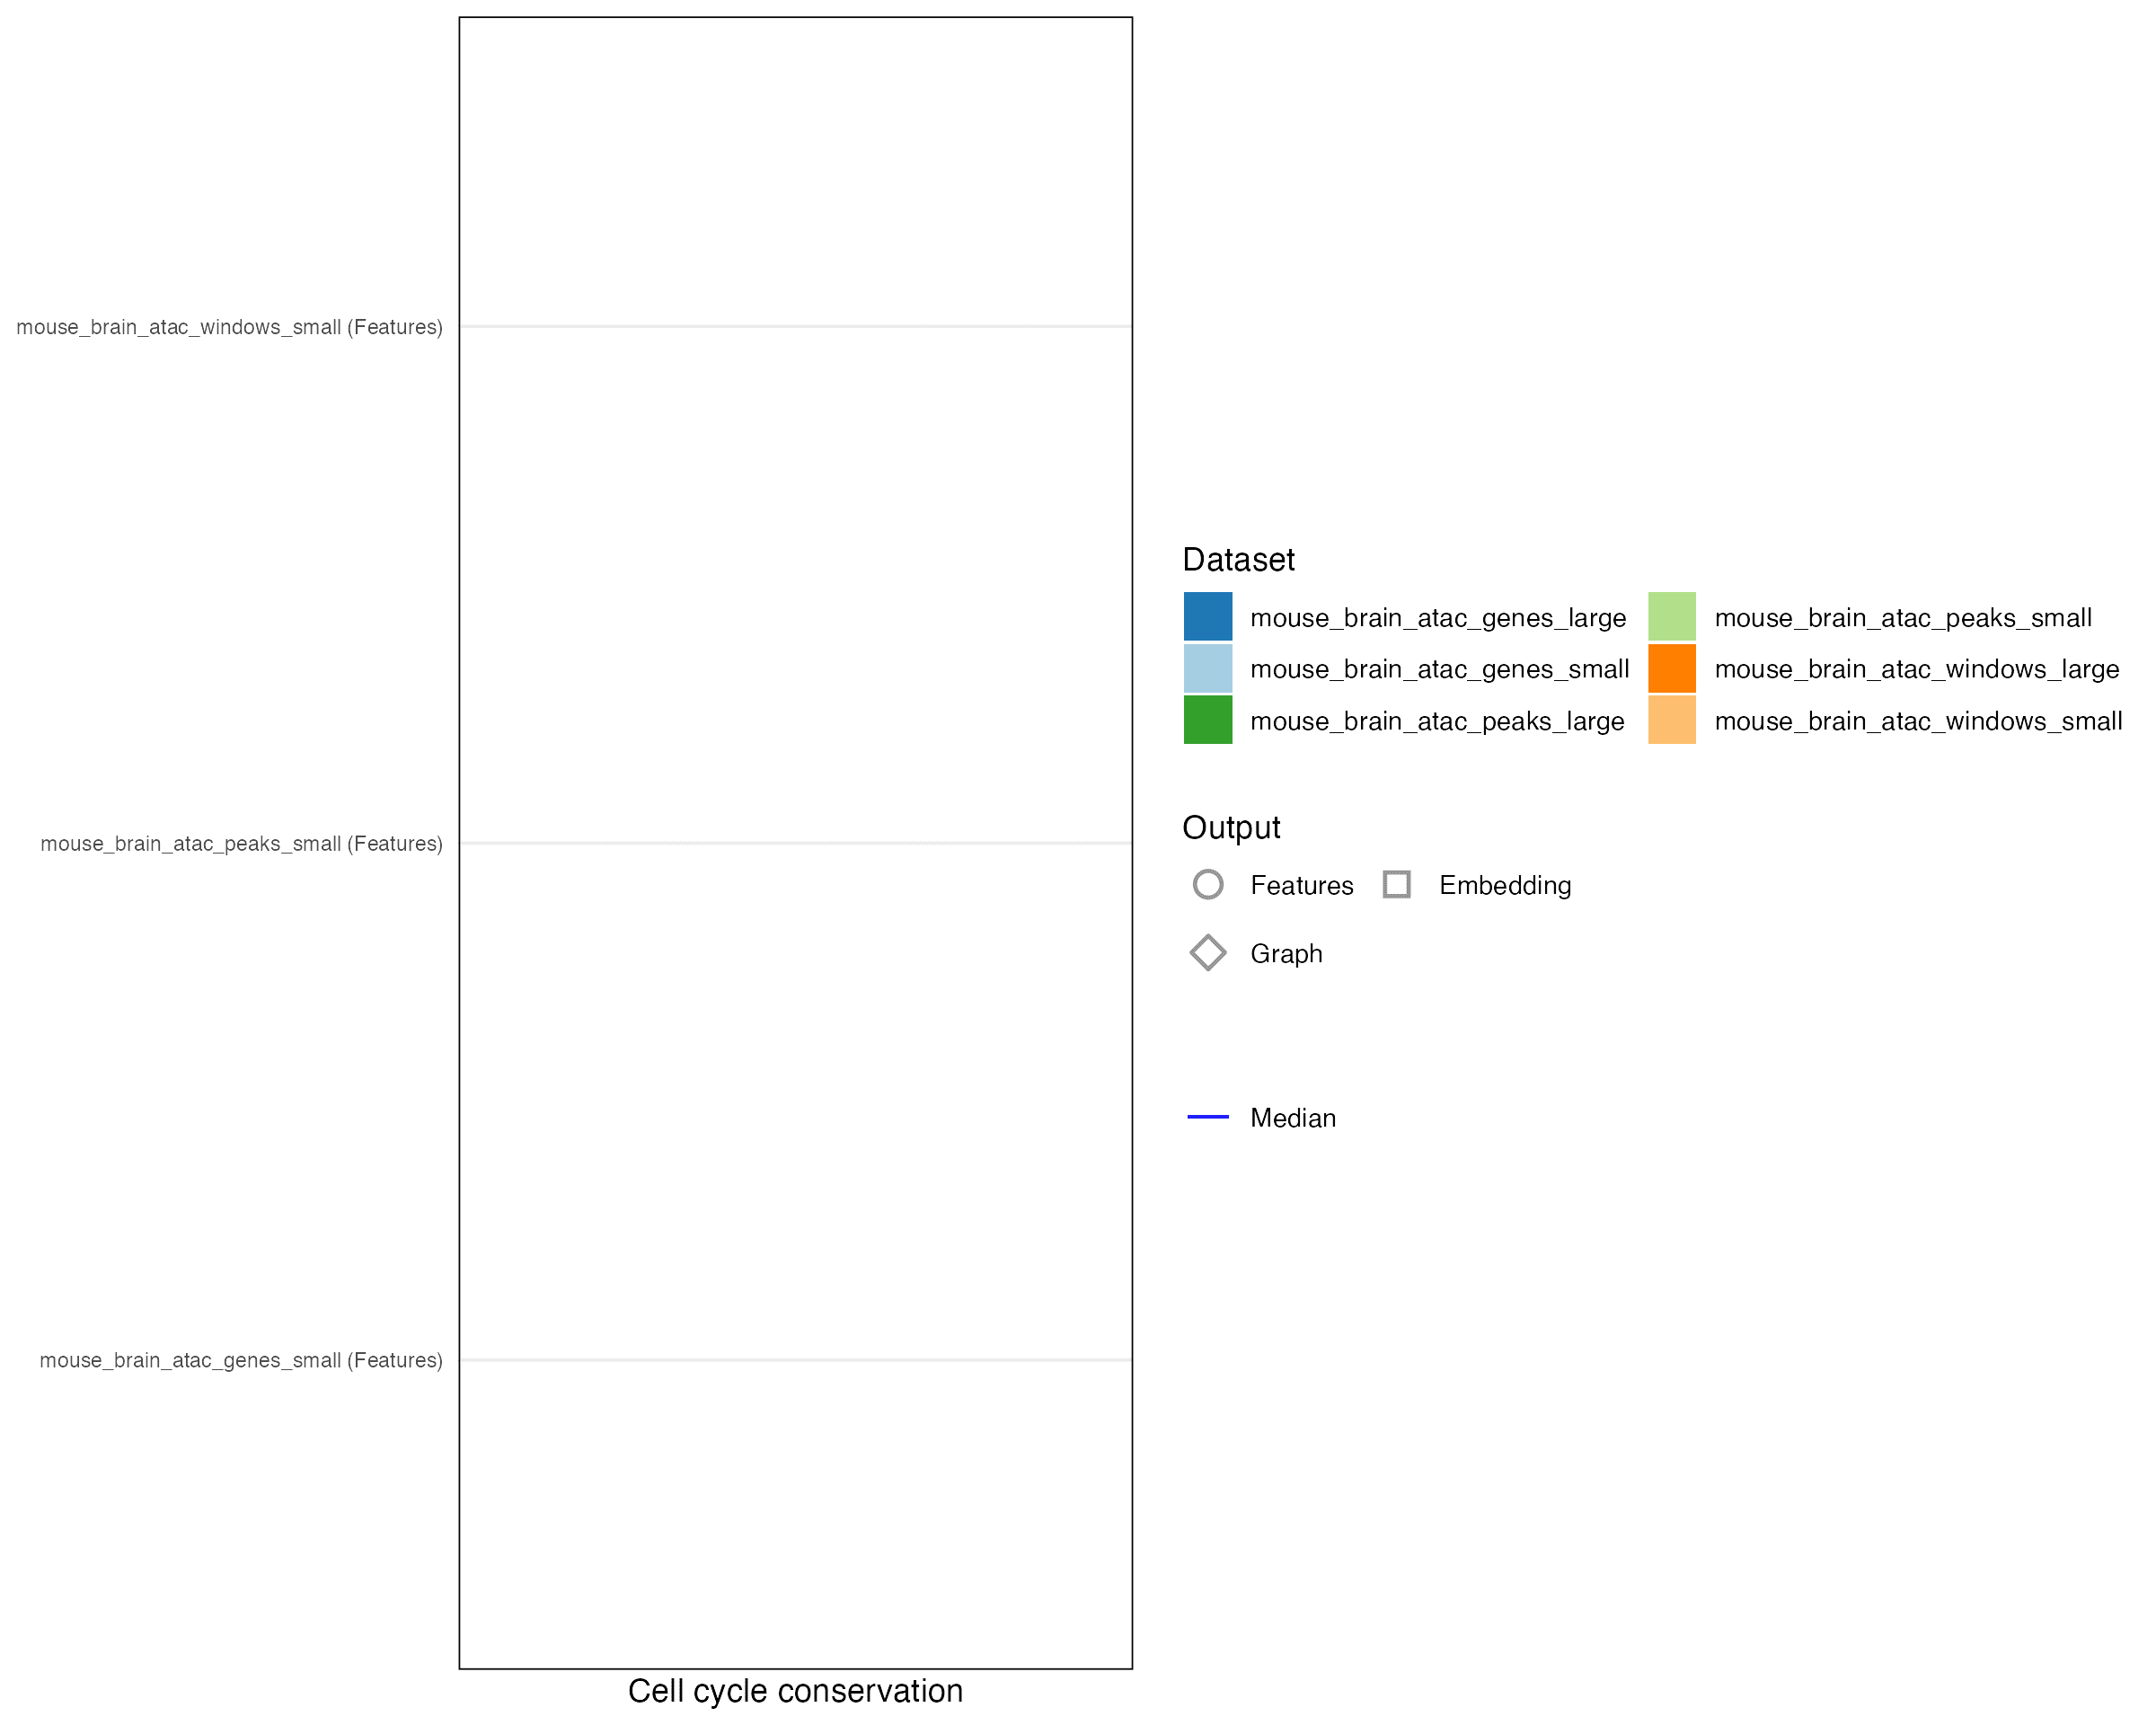 mouse_brain_atac_windows_small (Features)
mouse_brain_atac_peaks_small (Features)
mouse_brain_atac_genes_small (Features)
Cell cycle conservation
Dataset
mouse_brain_atac_genes_large
mouse_brain_atac_genes_small
mouse_brain_atac_peaks_large
mouse_brain_atac_peaks_small
mouse_brain_atac_windows_large
mouse_brain_atac_windows_small
Output
Features
Embedding
Graph
Median